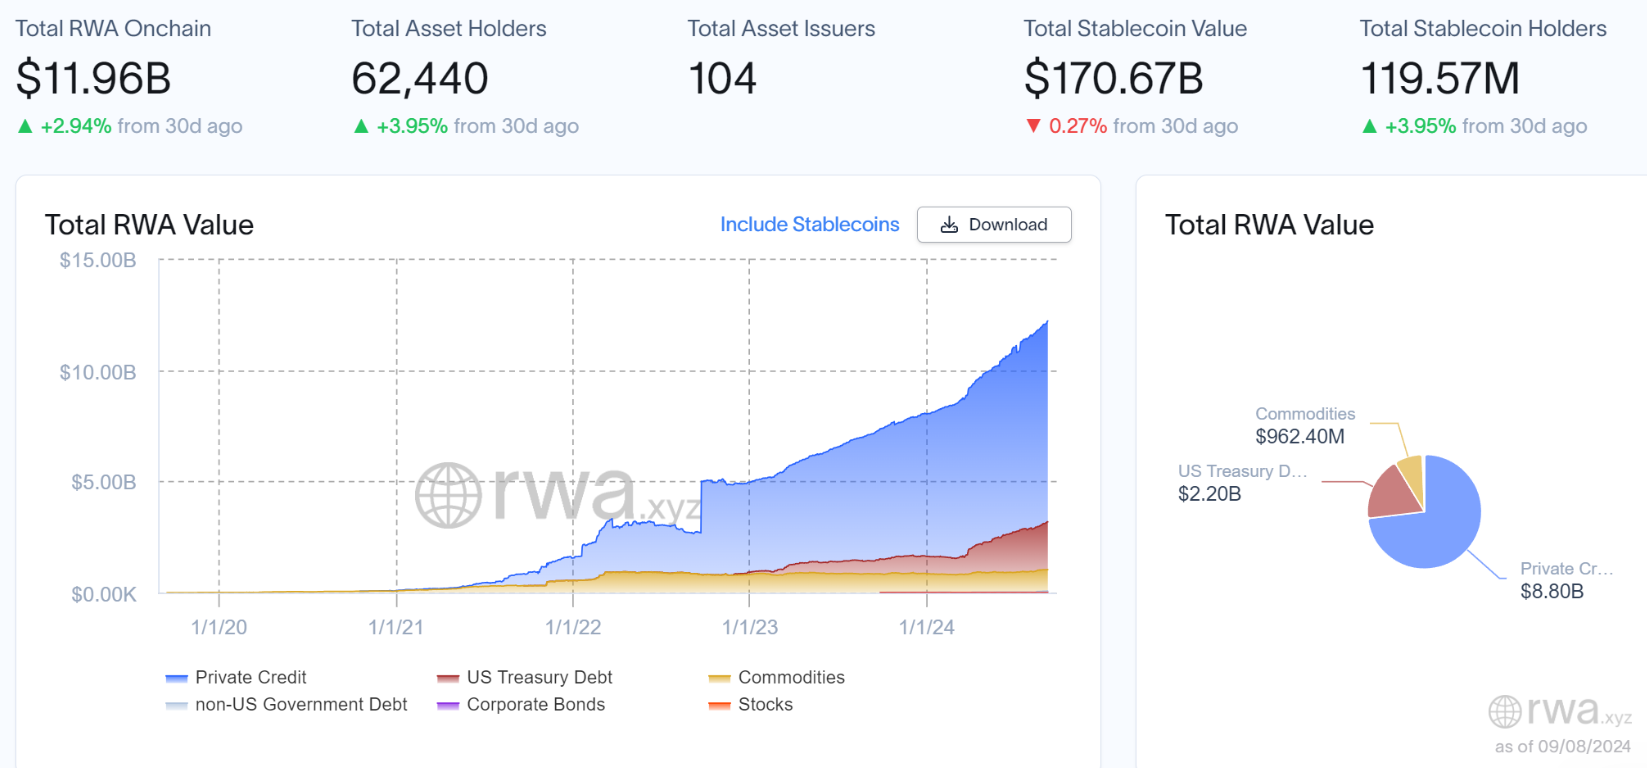 Total RWA Onchain
$11.96B
▲ +2.94% from 30d ago
Total Asset Holders
62,440
▲ +3.95% from 30d ago
Total Asset Issuers
104
Total Stablecoin Value
$170.67B
▼ 0.27% from 30d ago
Total Stablecoin Holders
119.57M
▲ +3.95% from 30d ago
Total RWA Value
Include Stablecoins
Download
$15.00B
$10.00B
$5.00B
$0.00K
rwa.xyz
1/1/20
1/1/21
1/1/22
1/1/23
1/1/24
Private Credit
US Treasury Debt
Commodities
non-US Government Debt
Corporate Bonds
Stocks
Total RWA Value
Commodities
$962.40M
US Treasury D...
$2.20B
Private Cr...
$8.80B
rwa.xyz
as of 09/08/2024